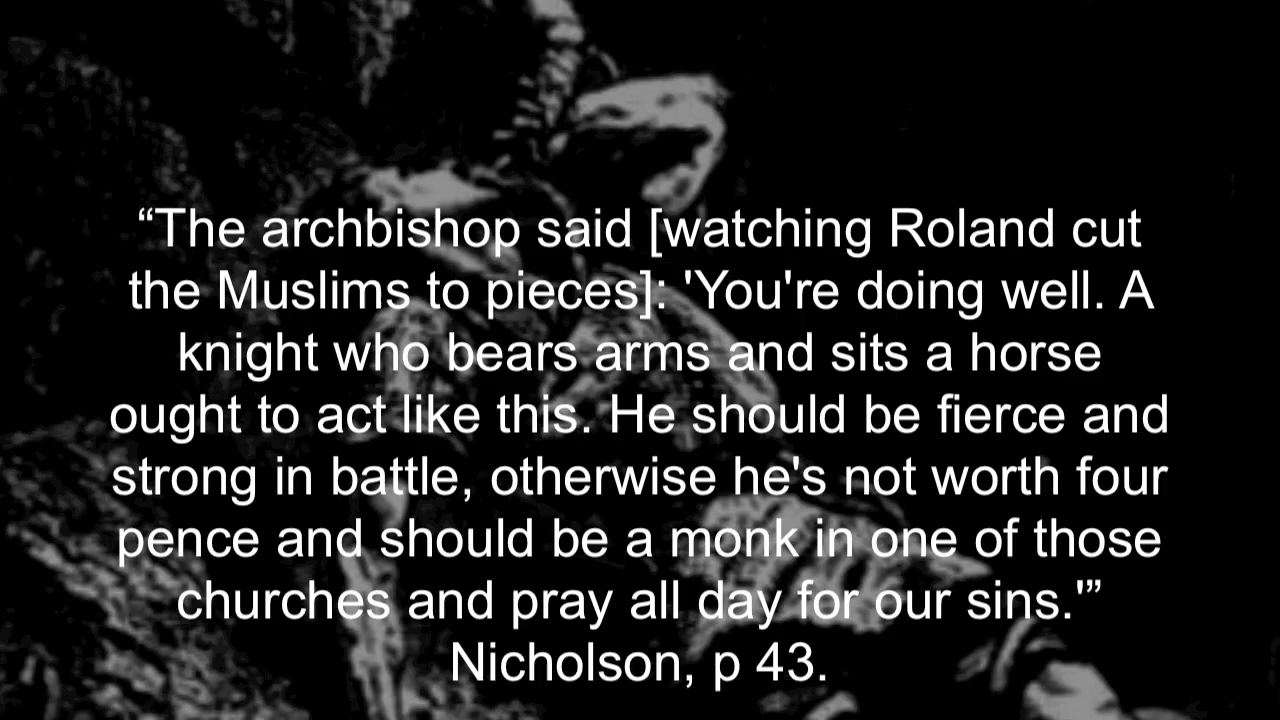 “The archbishop said [watching Roland cut
the Muslims to pieces]: 'You're doing well. A
knight who bears arms and sits a horse
ought to act like this. He should be fierce and
strong in battle, otherwise he's not worth four
pence and should be a monk in one of those
churches and pray all day for our sins.'”
Nicholson, p 43.